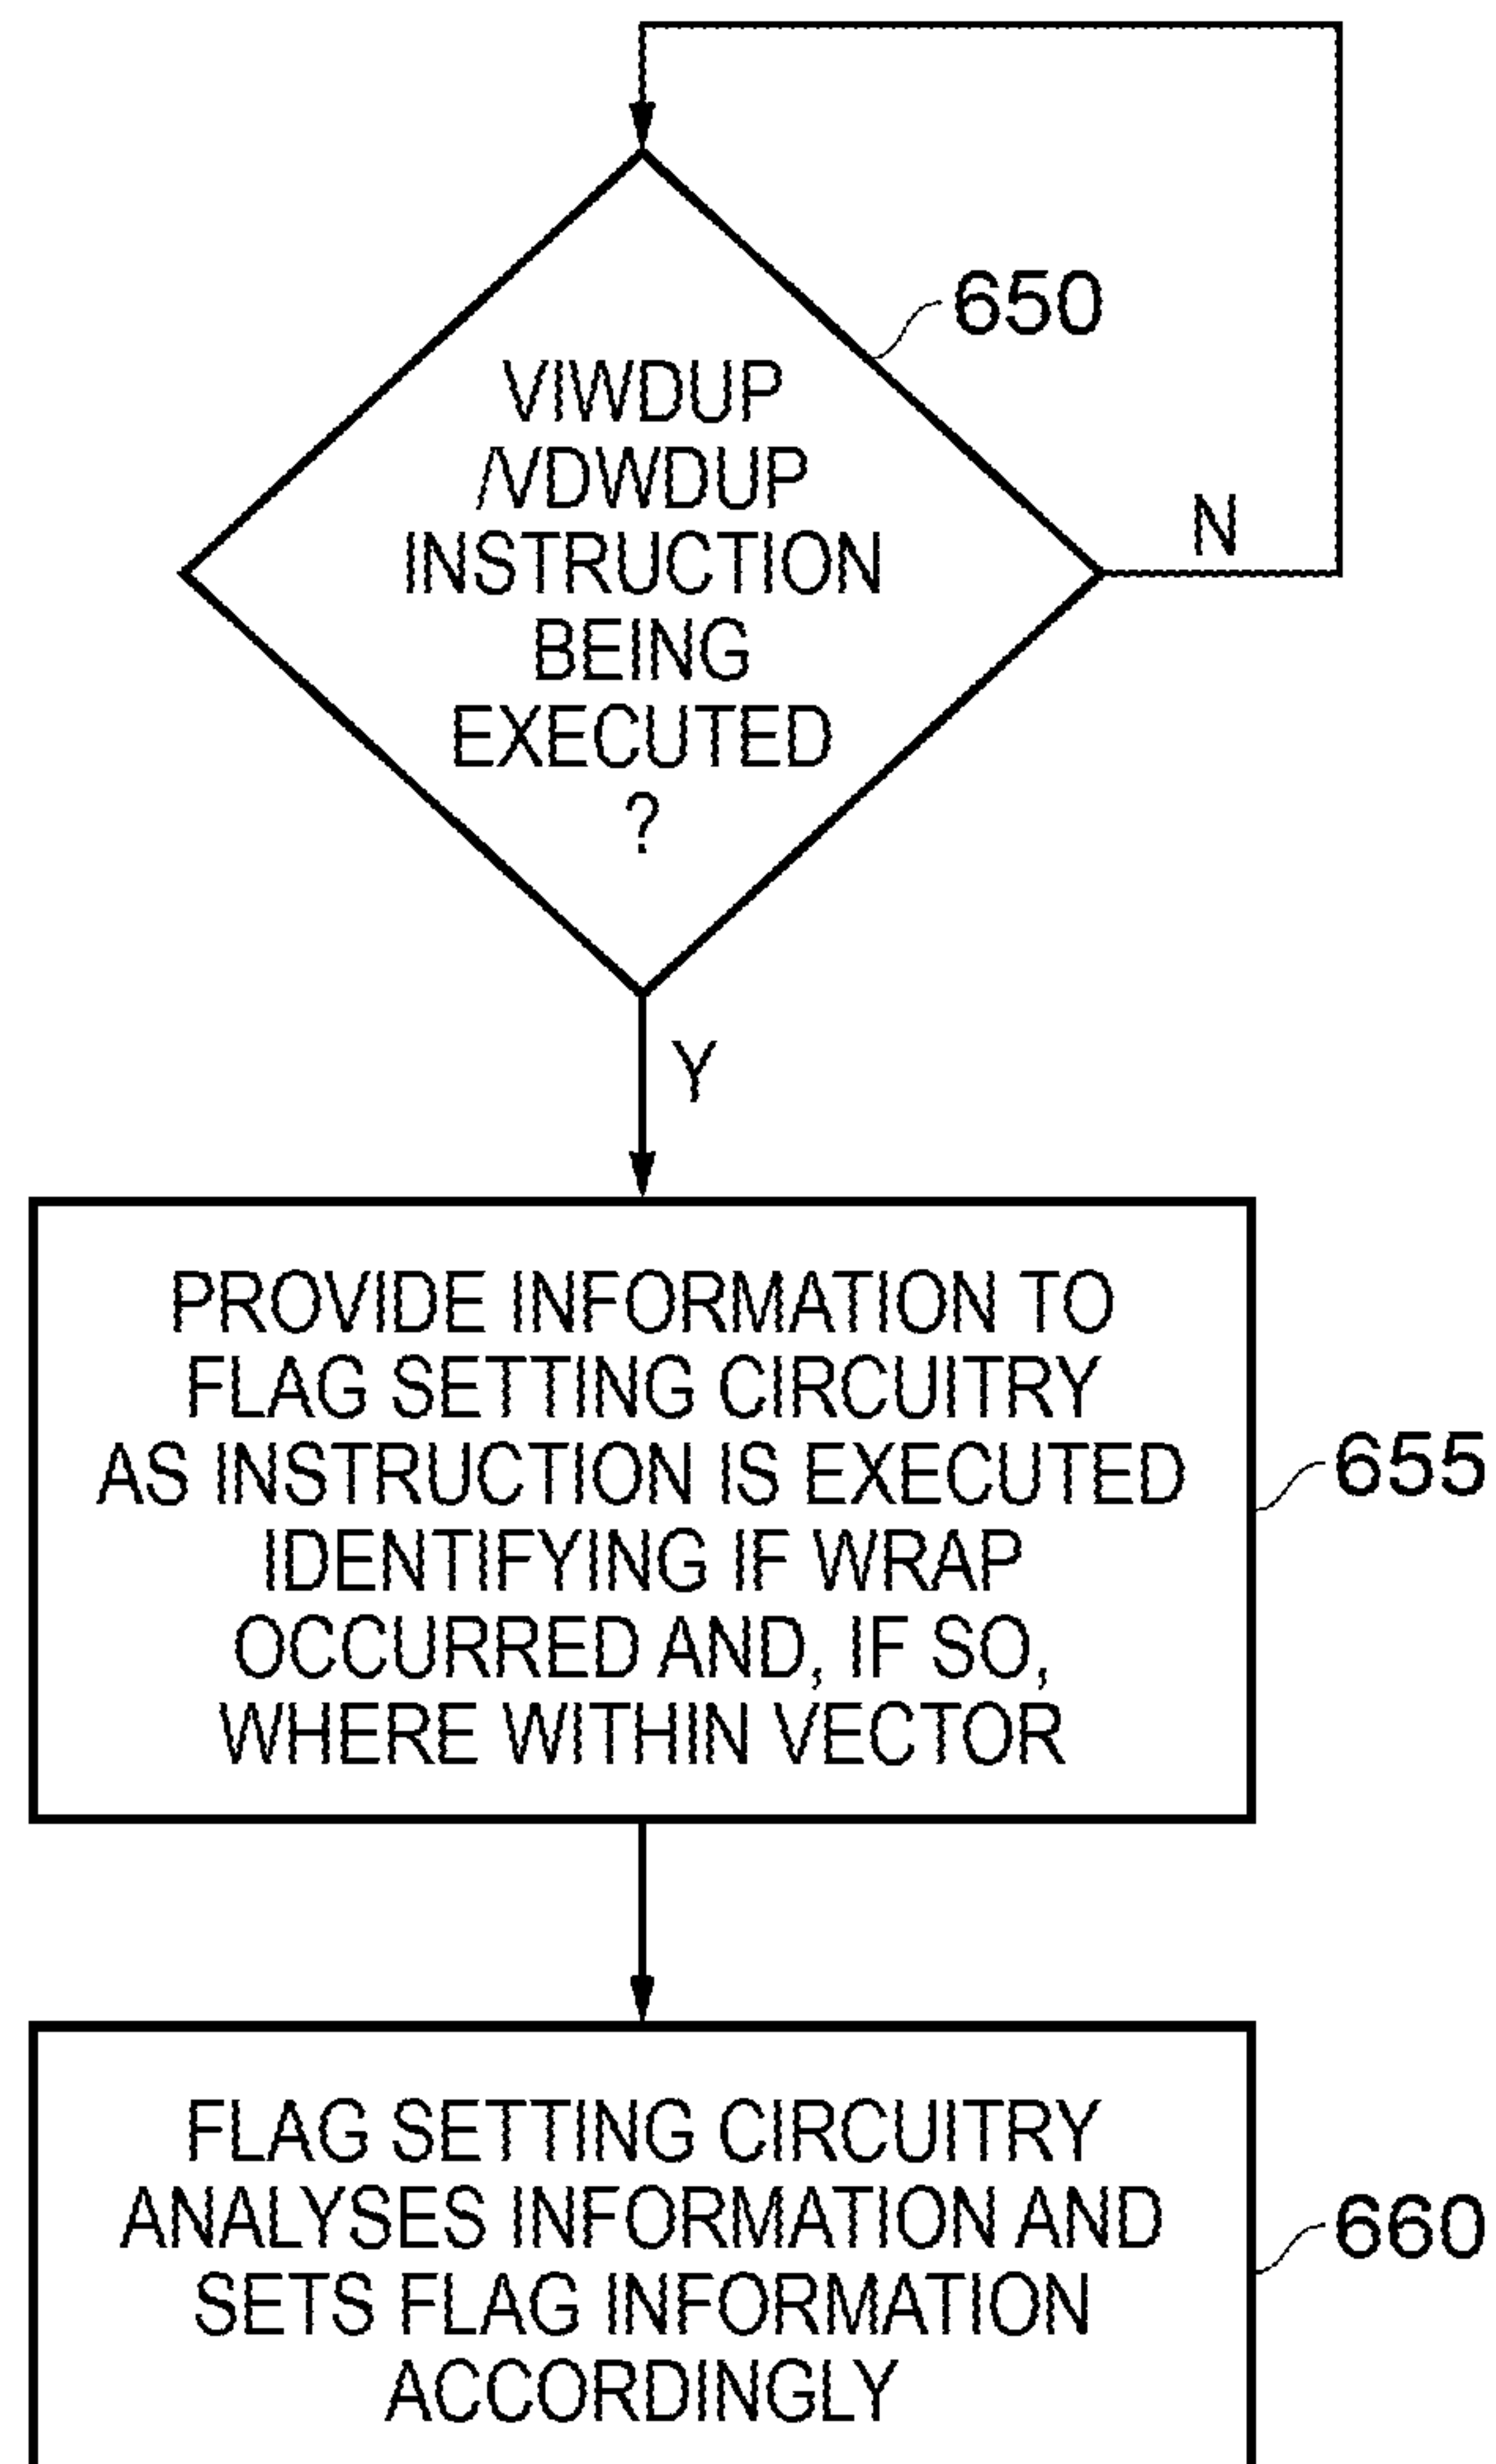 650
VIWDUP
/VDWDUP
INSTRUCTION
BEING
EXECUTED
?
N
Y
PROVIDE INFORMATION TO
FLAG SETTING CIRCUITRY
AS INSTRUCTION IS EXECUTED
IDENTIFYING IF WRAP
OCCURRED AND, IF SO,
WHERE WITHIN VECTOR
655
FLAG SETTING CIRCUITRY
ANALYSES INFORMATION AND
SETS FLAG INFORMATION
ACCORDINGLY
660